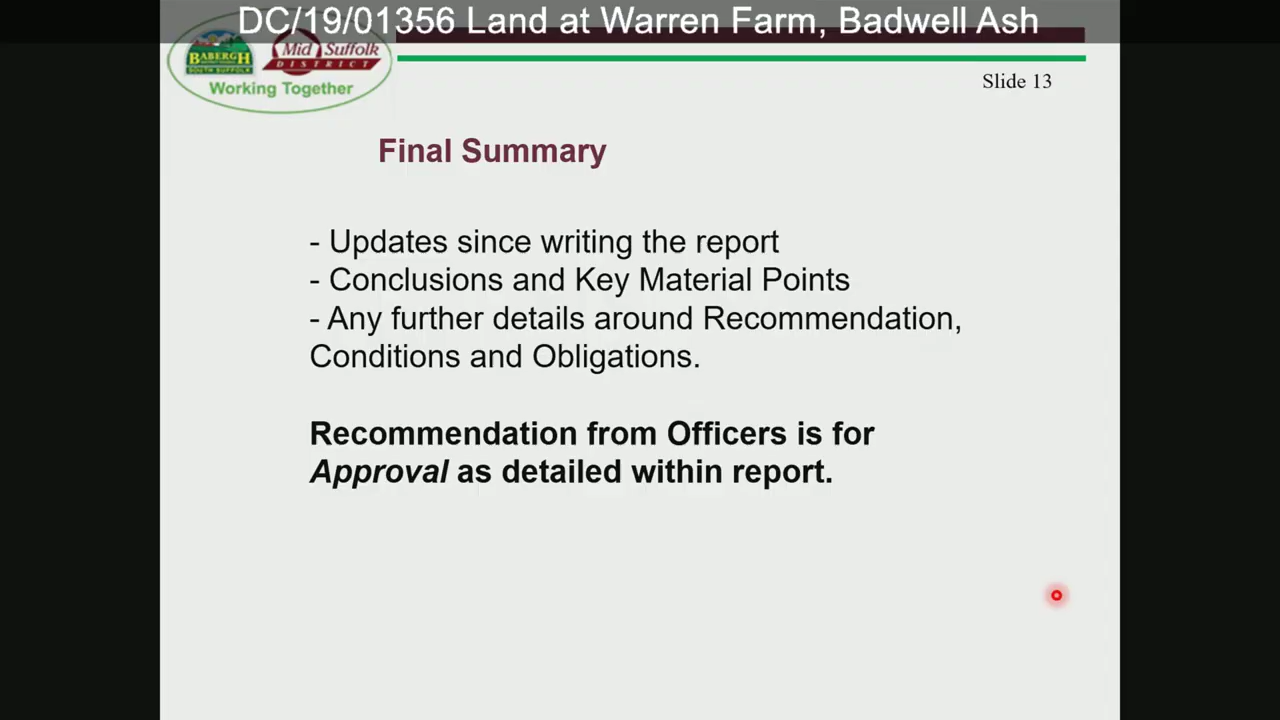 DC/19/01356 Land at Warren Farm, Badwell Ash
BABERGH
SOUTH SUFFOLK
Mid Suffolk
DISTRICT
Working Together
Slide 13
Final Summary
- Updates since writing the report
- Conclusions and Key Material Points
- Any further details around Recommendation,
Conditions and Obligations.
Recommendation from Officers is for
Approval as detailed within report.